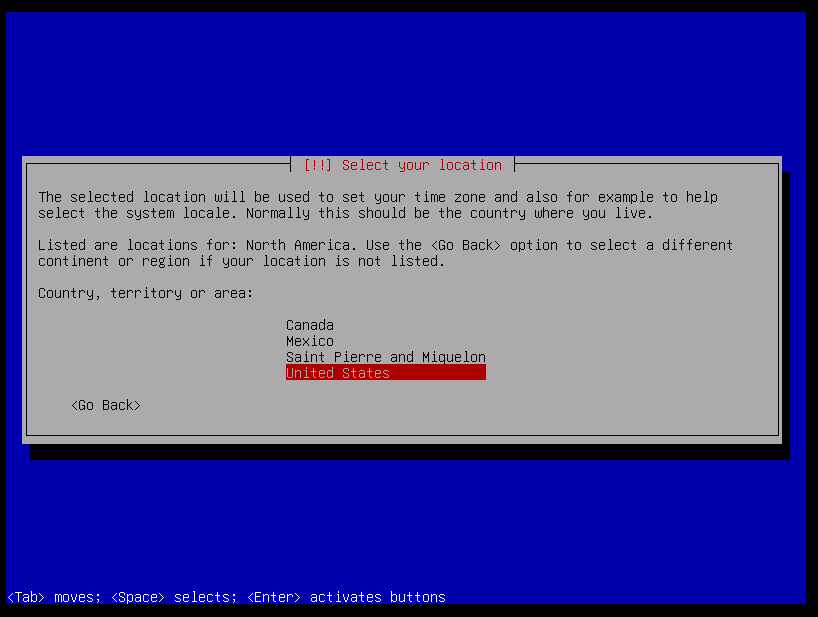 [!!] Select your location
The selected location will be used to set your time zone and also for example to help
select the system locale. Normally this should be the country where you live.
Listed are locations for: North America. Use the <Go Back> option to select a different
continent or region if your location is not listed.
Country, territory or area:
Canada
Mexico
Saint Pierre and Miquelon
United States
<Go Back>
<Tab> moves; <Space> selects; <Enter> activates buttons